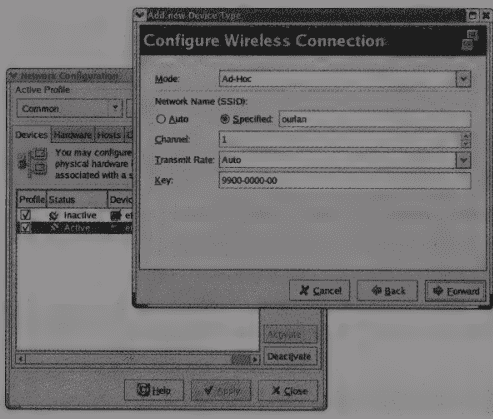 Add new Device Type
Configure Wireless Connection
Mode:
Ad-Hoc
Network Name (SSID):
Auto
Specified:
ourlan
Channel:
1
Transmit Rate:
Auto
Key:
9900-0000-00
Cancel
Back
Forward
Network Configuration
Active Profile
Common
Devices
Hardware
Hosts
You may configure
physical hardware
associated with a s
Profile
Status
Devic
Inactive
Active
Activate
Deactivate
Help
Apply
Close